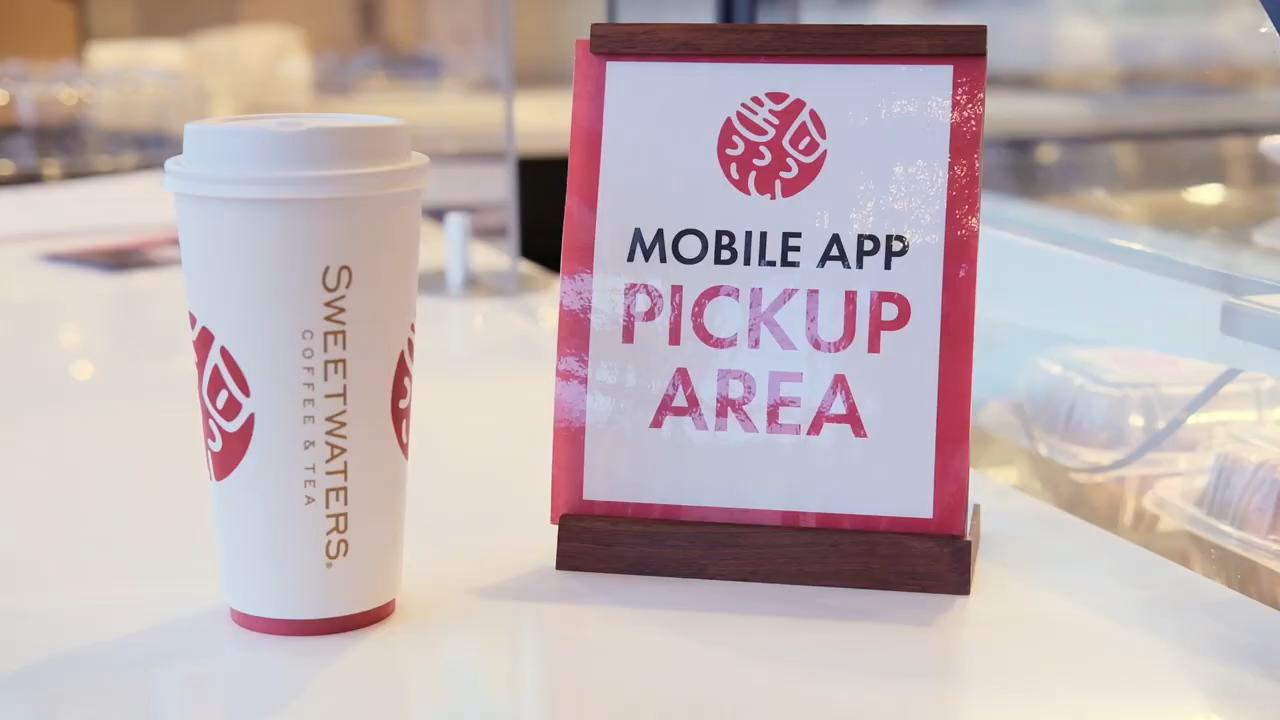 SWEETWATERS®
COFFEE & TEA
MOBILE APP
PICKUP
AREA